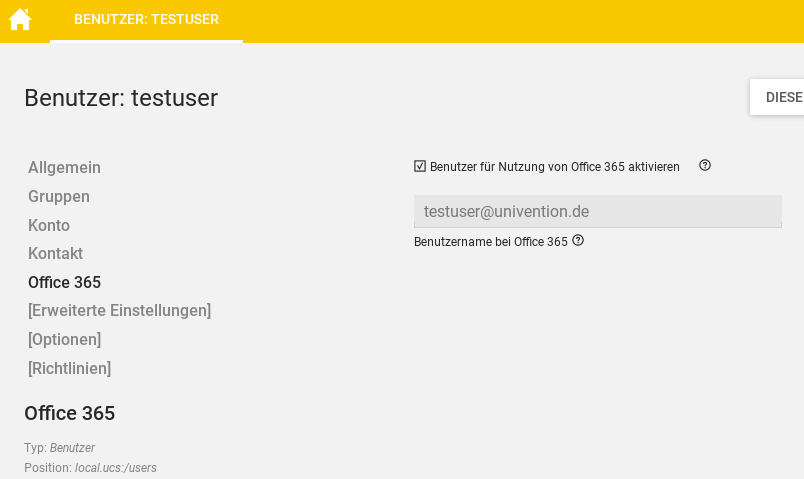 BENUTZER: TESTUSER
Benutzer: testuser
DIESE
Allgemein
Gruppen
Konto
Kontakt
Office 365
[Erweiterte Einstellungen]
[Optionen]
[Richtlinien]
Benutzer für Nutzung von Office 365 aktivieren
testuser@univention.de
Benutzername bei Office 365
Office 365
Typ: Benutzer
Position: local.ucs:/users